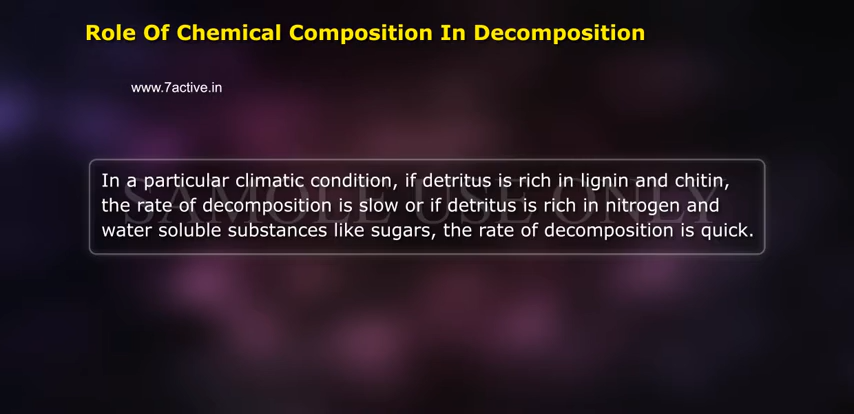 Role Of Chemical Composition In Decomposition
www.7active.in
In a particular climatic condition, if detritus is rich in lignin and chitin,
the rate of decomposition is slow or if detritus is rich in nitrogen and
water soluble substances like sugars, the rate of decomposition is quick.